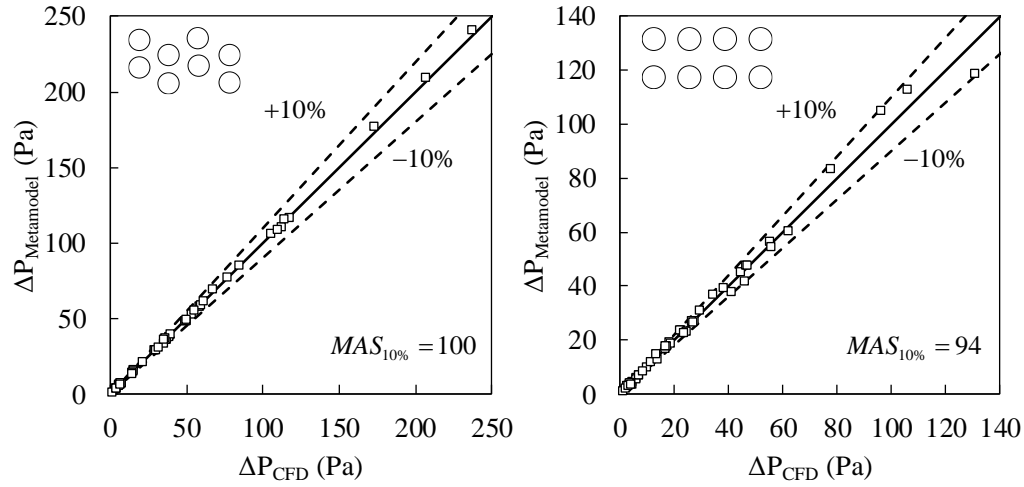 250
200
150
100
50
0
ΔP_Metamodel (Pa)
+10%
−10%
MAS_10% = 100
0 50 100 150 200 250
ΔP_CFD (Pa)
140
120
100
80
60
40
20
0
ΔP_Metamodel (Pa)
+10%
−10%
MAS_10% = 94
0 20 40 60 80 100 120 140
ΔP_CFD (Pa)